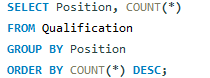 SELECT Position, COUNT(*)
FROM Qualification
GROUP BY Position
ORDER BY COUNT(*) DESC;